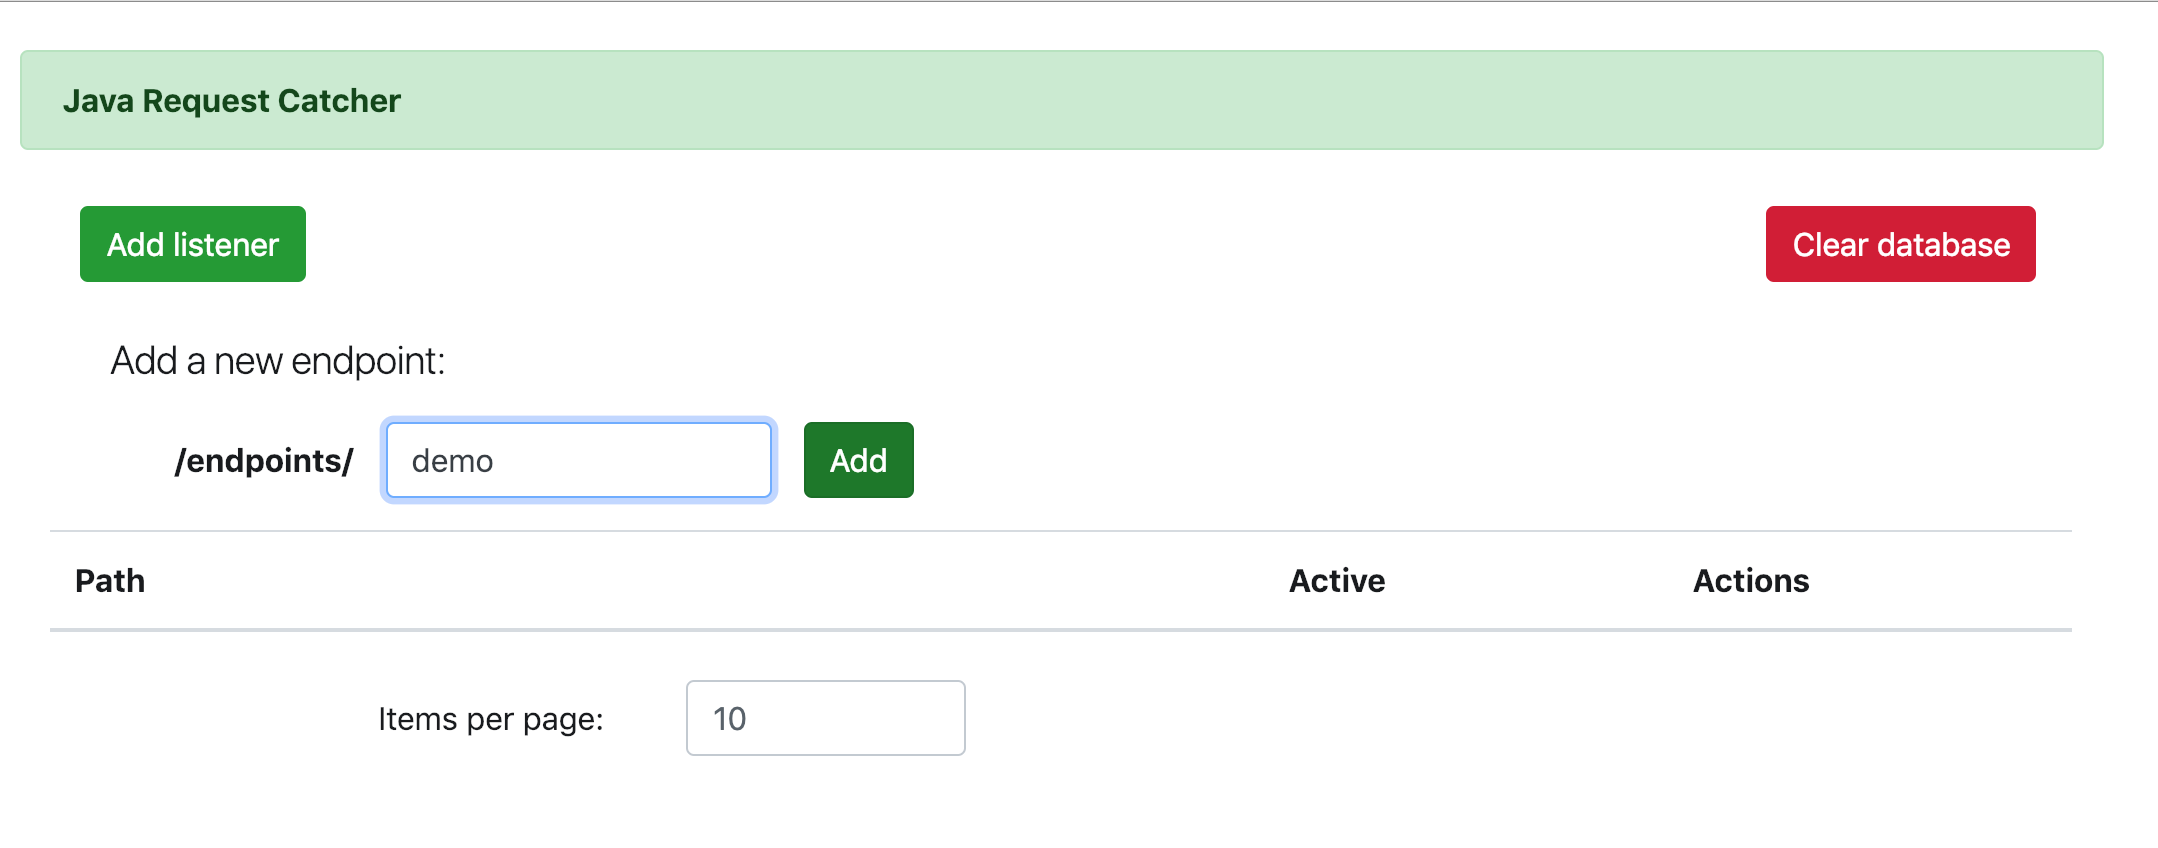 Java Request Catcher
Add listener Clear database
Add a new endpoint:
/endpoints/ demo Add
Path Active Actions
Items per page: 10